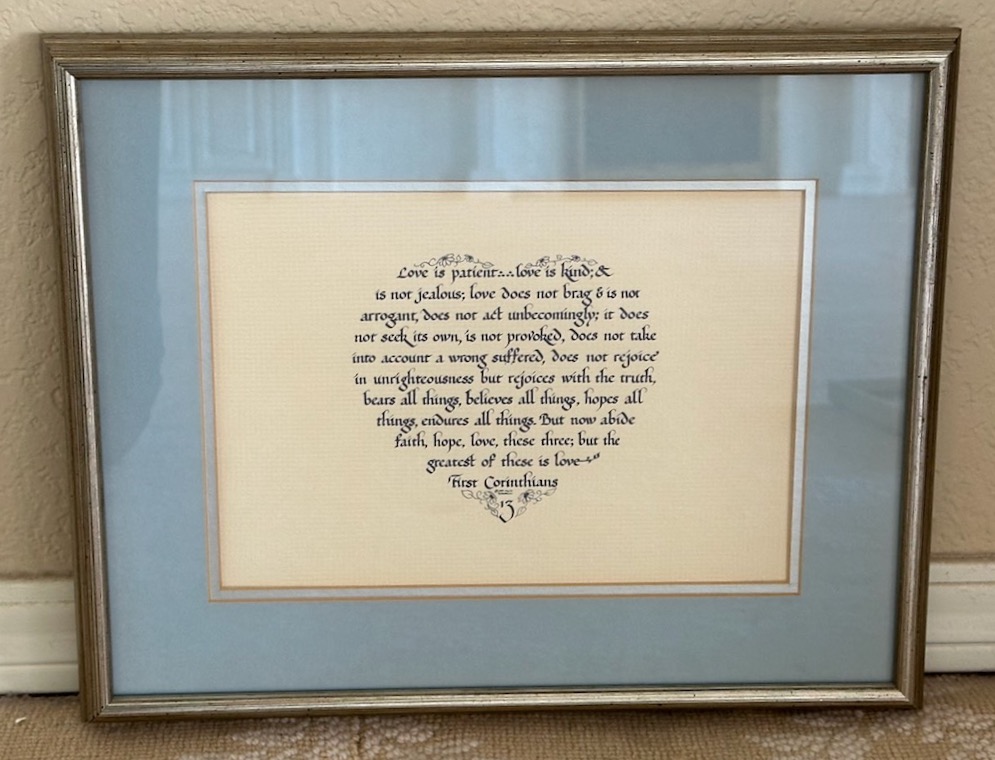 Love is patient... love is kind; &
is not jealous; love does not brag & is not
arrogant, does not act unbecomingly; it does
not seek its own, is not provoked, does not take
into account a wrong suffered, does not rejoice
in unrighteousness but rejoices with the truth,
bears all things, believes all things, hopes all
things, endures all things. But now abide
faith, hope, love, these three; but the
greatest of these is love~"
First Corinthians
13